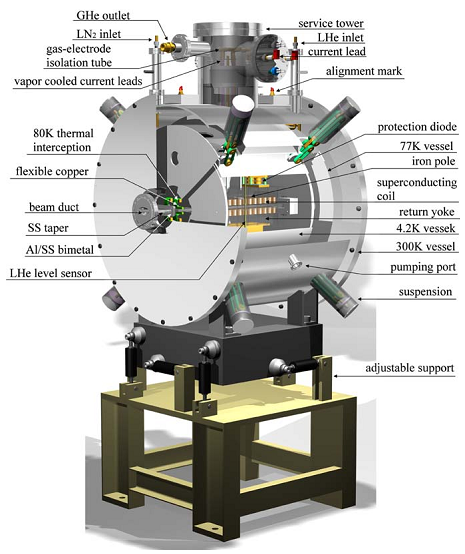 GHe outlet
LN2 inlet
gas-electrode
isolation tube
vapor cooled current leads
80K thermal
interception
flexible copper
beam duct
SS taper
Al/SS bimetal
LHe level sensor
service tower
LHe inlet
current lead
alignment mark
protection diode
77K vessel
iron pole
superconducting
coil
return yoke
4.2K vessek
300K vessey
pumping port
suspension
adjustable support